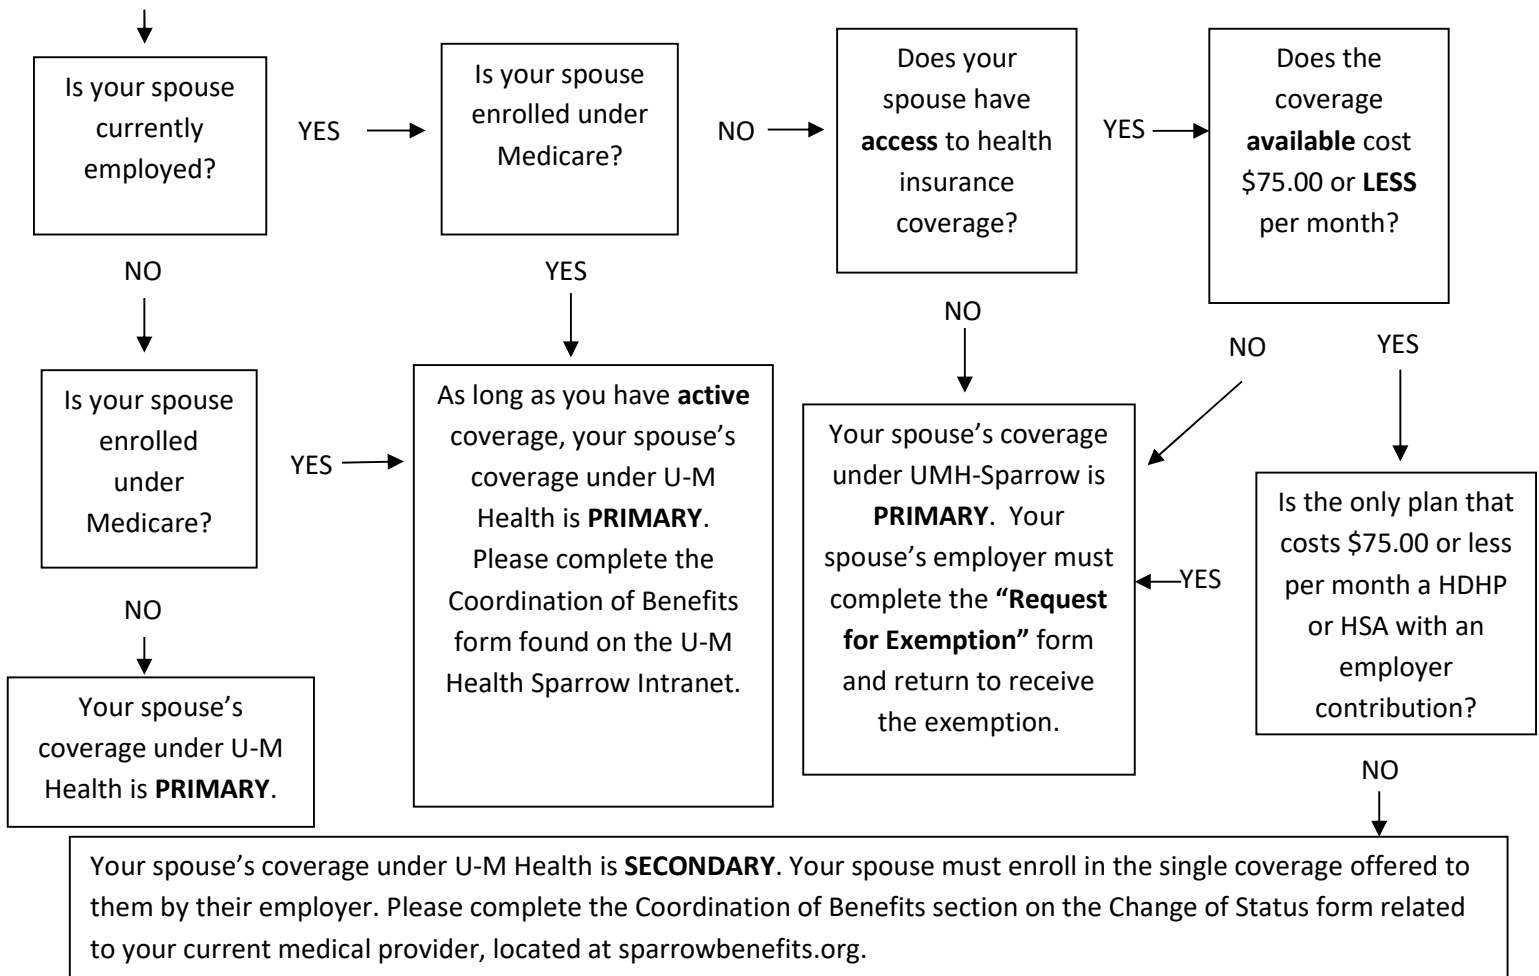 Is your spouse
currently
employed?
YES
Is your spouse
enrolled under
Medicare?
NO
Does your
spouse have
access to health
insurance
coverage?
YES
Does the
coverage
available cost
$75.00 or LESS
per month?
NO
YES
NO
NO
YES
Is your spouse
enrolled
under
Medicare?
YES
As long as you have active
coverage, your spouse’s
coverage under U-M
Health is PRIMARY.
Please complete the
Coordination of Benefits
form found on the U-M
Health Sparrow Intranet.
Your spouse’s coverage
under UMH-Sparrow is
PRIMARY. Your
spouse’s employer must
complete the “Request
for Exemption” form
and return to receive
the exemption.
YES
Is the only plan that
costs $75.00 or less
per month a HDHP
or HSA with an
employer
contribution?
NO
Your spouse’s
coverage under U-M
Health is PRIMARY.
NO
Your spouse’s coverage under U-M Health is SECONDARY. Your spouse must enroll in the single coverage offered to
them by their employer. Please complete the Coordination of Benefits section on the Change of Status form related
to your current medical provider, located at sparrowbenefits.org.